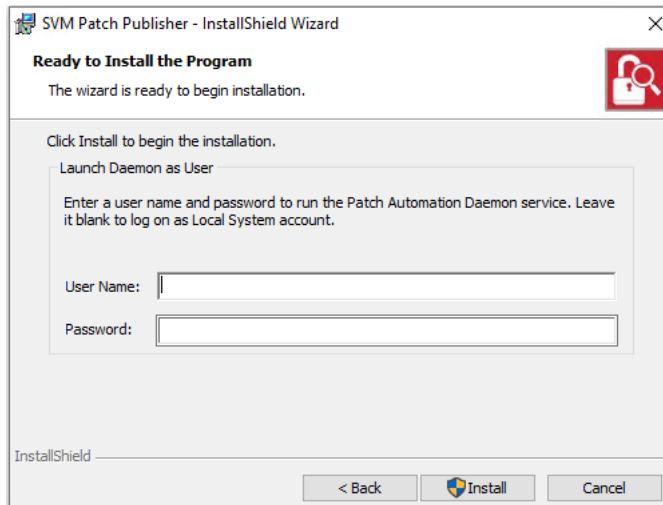 SVM Patch Publisher - InstallShield Wizard
Ready to Install the Program
The wizard is ready to begin installation.
Click Install to begin the installation.
Launch Daemon as User
Enter a user name and password to run the Patch Automation Daemon service. Leave
it blank to log on as Local System account.
User Name:
Password:
InstallShield
< Back
Install
Cancel